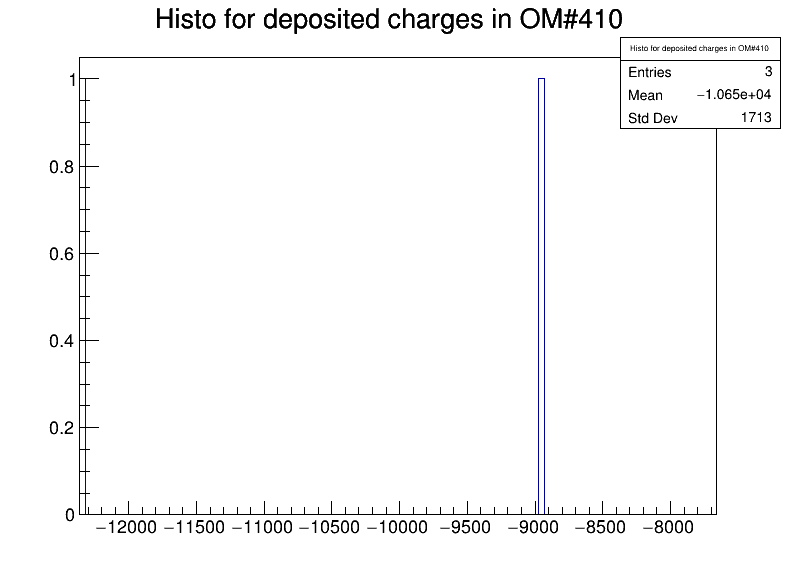 Histo for deposited charges in OM#410
Histo for deposited charges in OM#410
Entries 3
Mean −1.065e+04
Std Dev 1713
1
0.8
0.6
0.4
0.2
0
−12000 −11500 −11000 −10500 −10000 −9500 −9000 −8500 −8000